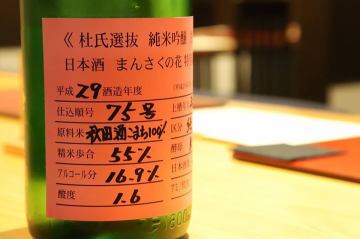 《 杜氏選抜 純米吟醸
日本酒 まんさくの花
平成 29 酒造年度
仕込順号 75号
原料米 秋田酒こまち100%
精米歩合 55%
アルコール分 16.9%
酸度 1.6